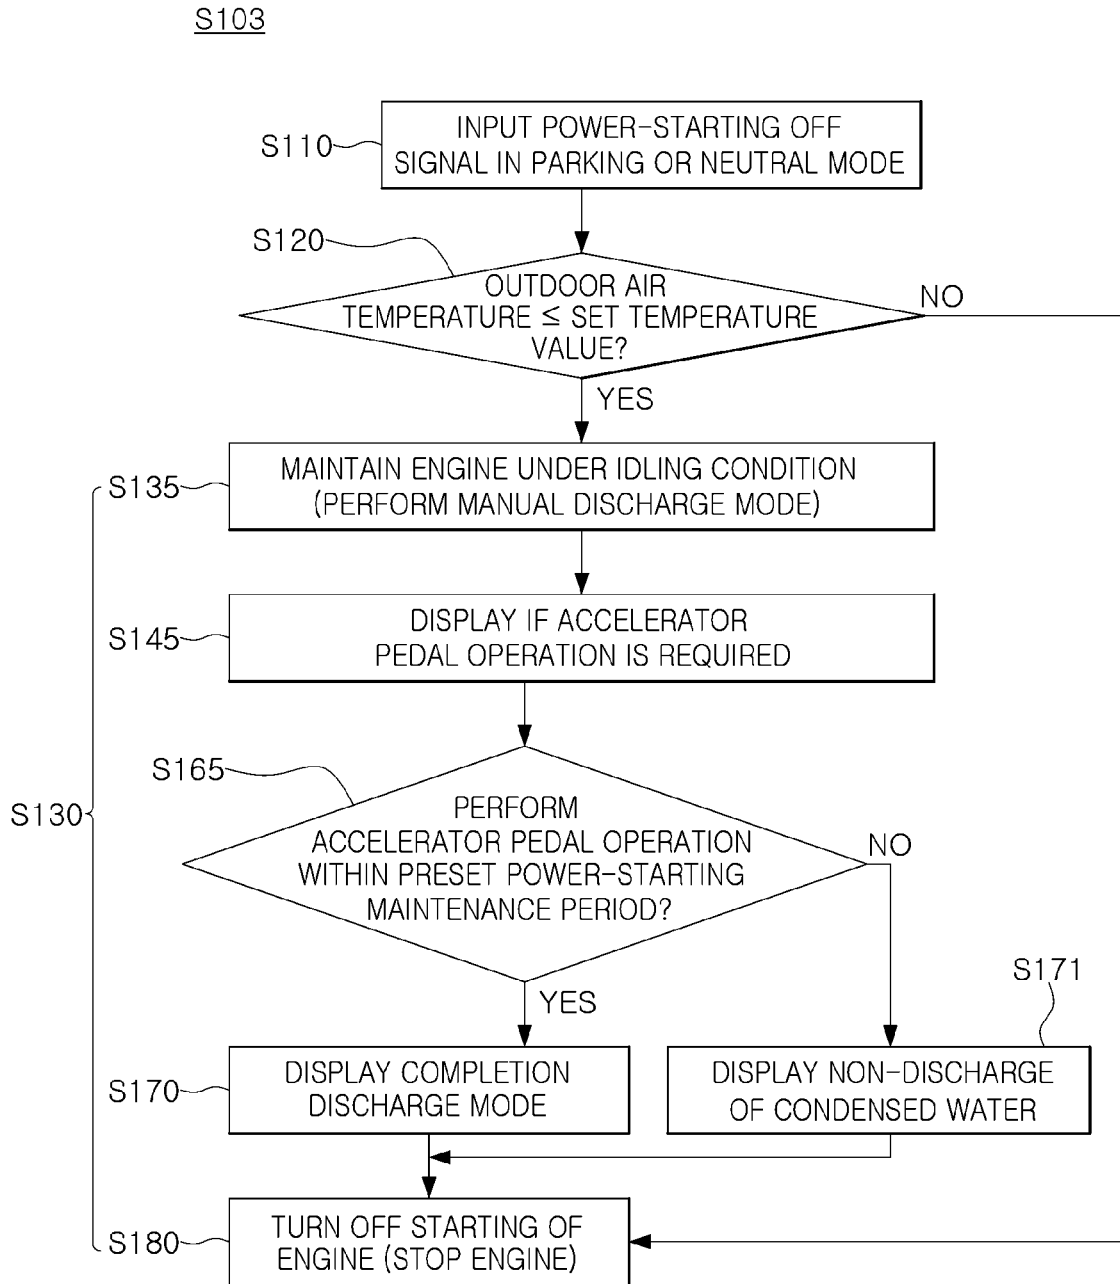 S103
S110
INPUT POWER-STARTING OFF
SIGNAL IN PARKING OR NEUTRAL MODE
S120
OUTDOOR AIR
TEMPERATURE ≤ SET TEMPERATURE
VALUE?
NO
YES
S135
MAINTAIN ENGINE UNDER IDLING CONDITION
(PERFORM MANUAL DISCHARGE MODE)
S145
DISPLAY IF ACCELERATOR
PEDAL OPERATION IS REQUIRED
S165
S130
PERFORM
ACCELERATOR PEDAL OPERATION
WITHIN PRESET POWER-STARTING
MAINTENANCE PERIOD?
NO
YES
S171
S170
DISPLAY COMPLETION
DISCHARGE MODE
DISPLAY NON-DISCHARGE
OF CONDENSED WATER
S180
TURN OFF STARTING OF
ENGINE (STOP ENGINE)